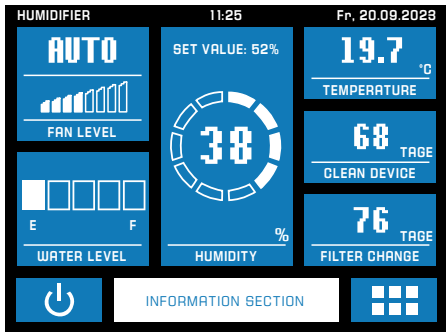 HUMIDIFIER
11:25
Fr, 20.09.2023
AUTO
FAN LEVEL
E F
WATER LEVEL
SET VALUE: 52%
38
%
HUMIDITY
19.7
°C
TEMPERATURE
68
TAGE
CLEAN DEVICE
76
TAGE
FILTER CHANGE
INFORMATION SECTION